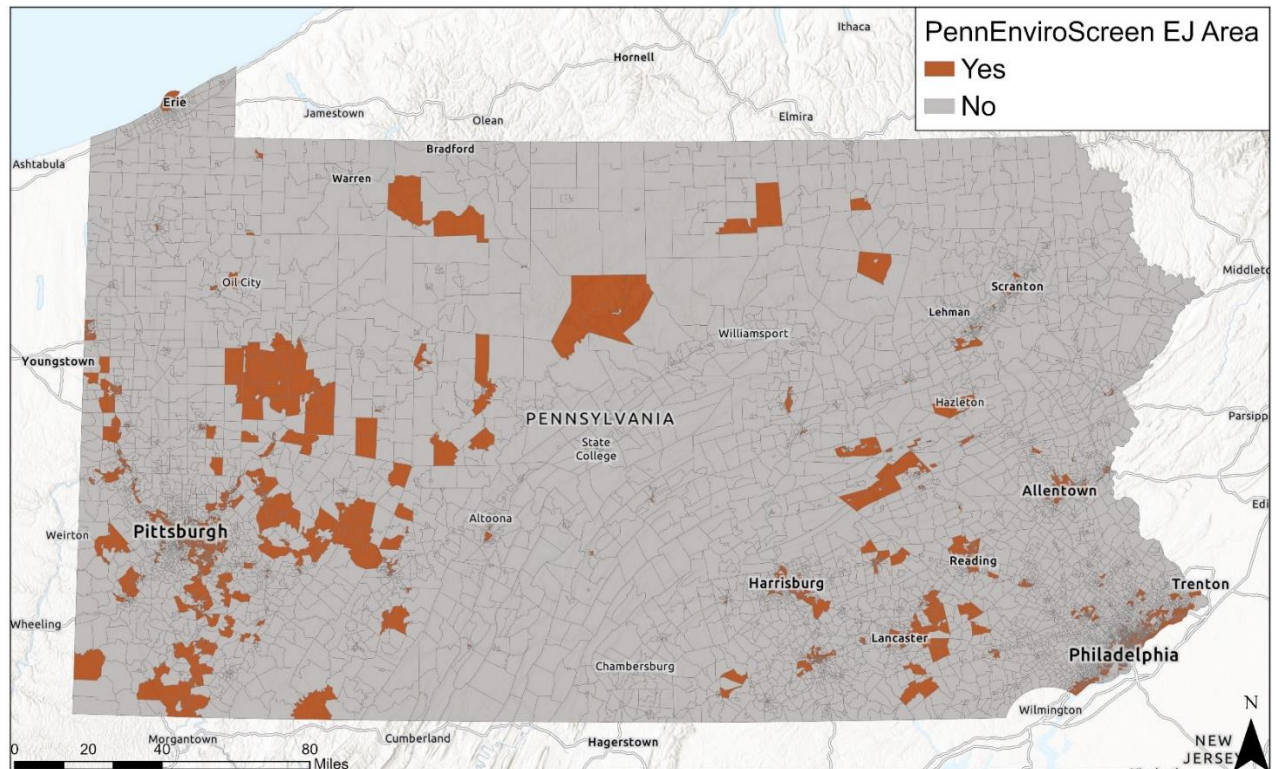 PennEnviroScreen EJ Area
Yes
No
Ithaca
Hornell
Erie
Jamestown
Olean
Elmira
Ashtabula
Bradford
Warren
Oil City
Scranton
Middleto
Lehman
Williamsport
Youngstown
PENNSYLVANIA
Hazleton
Parsipp
State
College
Allentown
Edi
Altoona
Pittsburgh
Weirton
Reading
Harrisburg
Trenton
Wheeling
Lancaster
Philadelphia
Chambersburg
Wilmington
N
Morgantown
Cumberland
Hagerstown
NEW
JERSEY
0 20 40 80
Miles